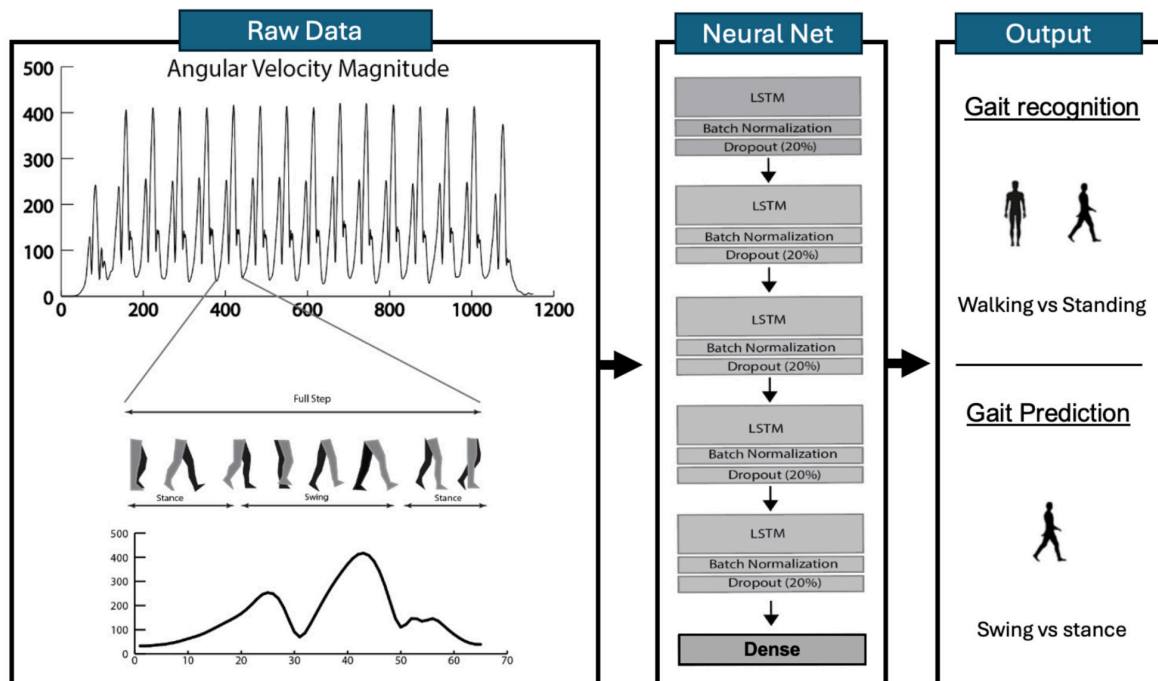 Raw Data
Angular Velocity Magnitude
500
400
300
200
100
0
0 200 400 600 800 1000 1200
Full Step
Stance Swing Stance
500
400
300
200
100
0
0 10 20 30 40 50 60 70
Neural Net
LSTM
Batch Normalization
Dropout (20%)
LSTM
Batch Normalization
Dropout (20%)
LSTM
Batch Normalization
Dropout (20%)
LSTM
Batch Normalization
Dropout (20%)
LSTM
Batch Normalization
Dropout (20%)
Dense
Output
Gait recognition
Walking vs Standing
Gait Prediction
Swing vs stance